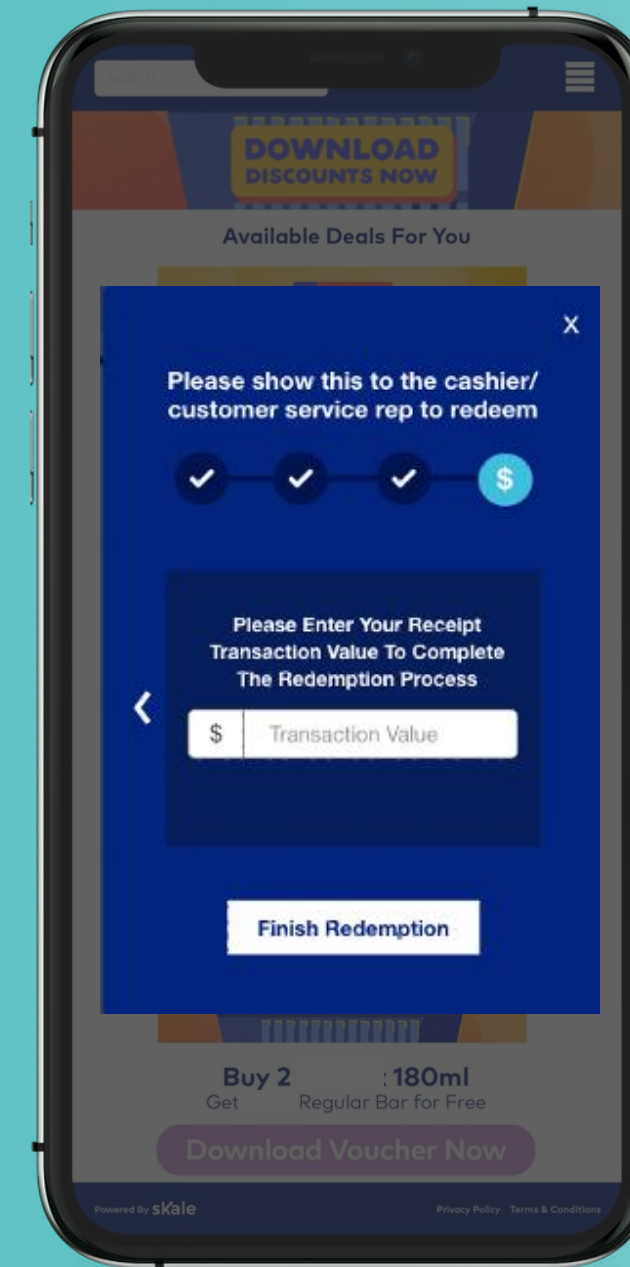 Search
DOWNLOAD
DISCOUNTS NOW
Available Deals For You
X
Please show this to the cashier/
customer service rep to redeem
$
Please Enter Your Receipt
Transaction Value To Complete
The Redemption Process
$ Transaction Value
Finish Redemption
Buy 2 : 180ml
Get Regular Bar for Free
Download Voucher Now
Powered By skale Privacy Policy Terms & Conditions